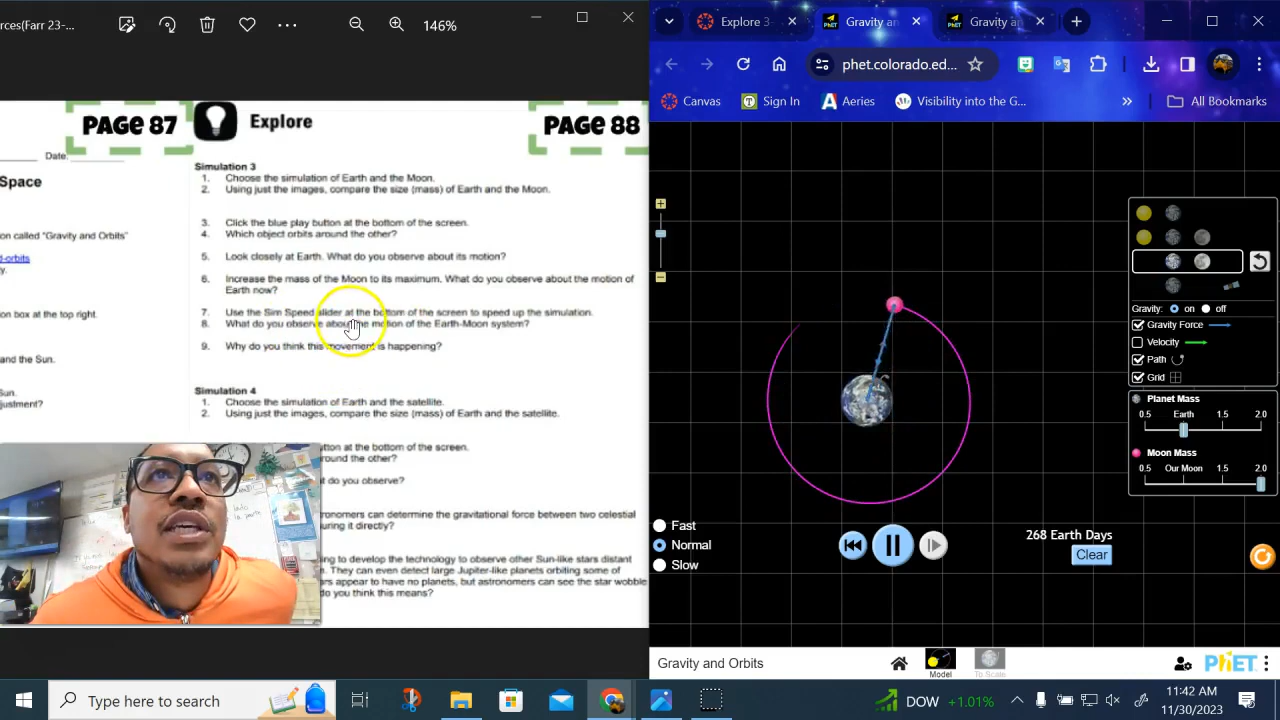 rces(Farr 23-...
146%
PAGE 87
Explore
PAGE 88
Date:
Space
on called "Gravity and Orbits"
d-orbits
y.
on box at the top right.
and the Sun.
Sun.
justment?
Simulation 3
1. Choose the simulation of Earth and the Moon.
2. Using just the images, compare the size (mass) of Earth and the Moon.
3. Click the blue play button at the bottom of the screen.
4. Which object orbits around the other?
5. Look closely at Earth. What do you observe about its motion?
6. Increase the mass of the Moon to its maximum. What do you observe about the motion of
Earth now?
7. Use the Sim Speed slider at the bottom of the screen to speed up the simulation.
8. What do you observe about the motion of the Earth-Moon system?
9. Why do you think this movement is happening?
Simulation 4
1. Choose the simulation of Earth and the satellite.
2. Using just the images, compare the size (mass) of Earth and the satellite.
tton at the bottom of the screen.
round the other?
t do you observe?
ronomers can determine the gravitational force between two celestial
uring it directly?
ng to develop the technology to observe other Sun-like stars distant
. They can even detect large Jupiter-like planets orbiting some of
ars appear to have no planets, but astronomers can see the star wobble
do you think this means?
Explore 3
Gravity an
Gravity an
phet.colorado.ed...
Canvas
Sign In
Aeries
Visibility into the G...
All Bookmarks
Gravity: on off
Gravity Force
Velocity
Path
Grid
Planet Mass
0.5 Earth 1.5 2.0
Moon Mass
0.5 Our Moon 1.5 2.0
Fast
Normal
Slow
268 Earth Days
Clear
Gravity and Orbits
Model
To Scale
PhET
Type here to search
DOW +1.01%
11:42 AM
11/30/2023